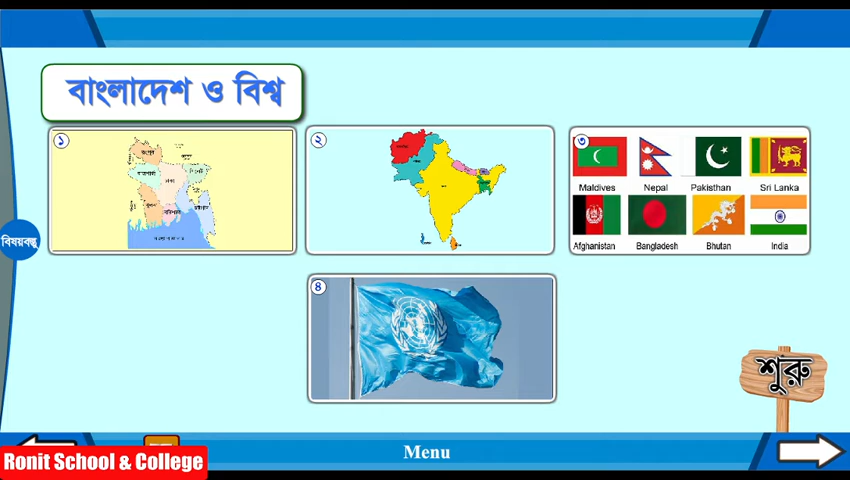 বাংলাদেশ ও বিশ্ব
১
২
৩
Maldives Nepal Pakisthan Sri Lanka
Afghanistan Bangladesh Bhutan India
বিষয়বস্তু
৪
শুরু
Menu
Ronit School & College